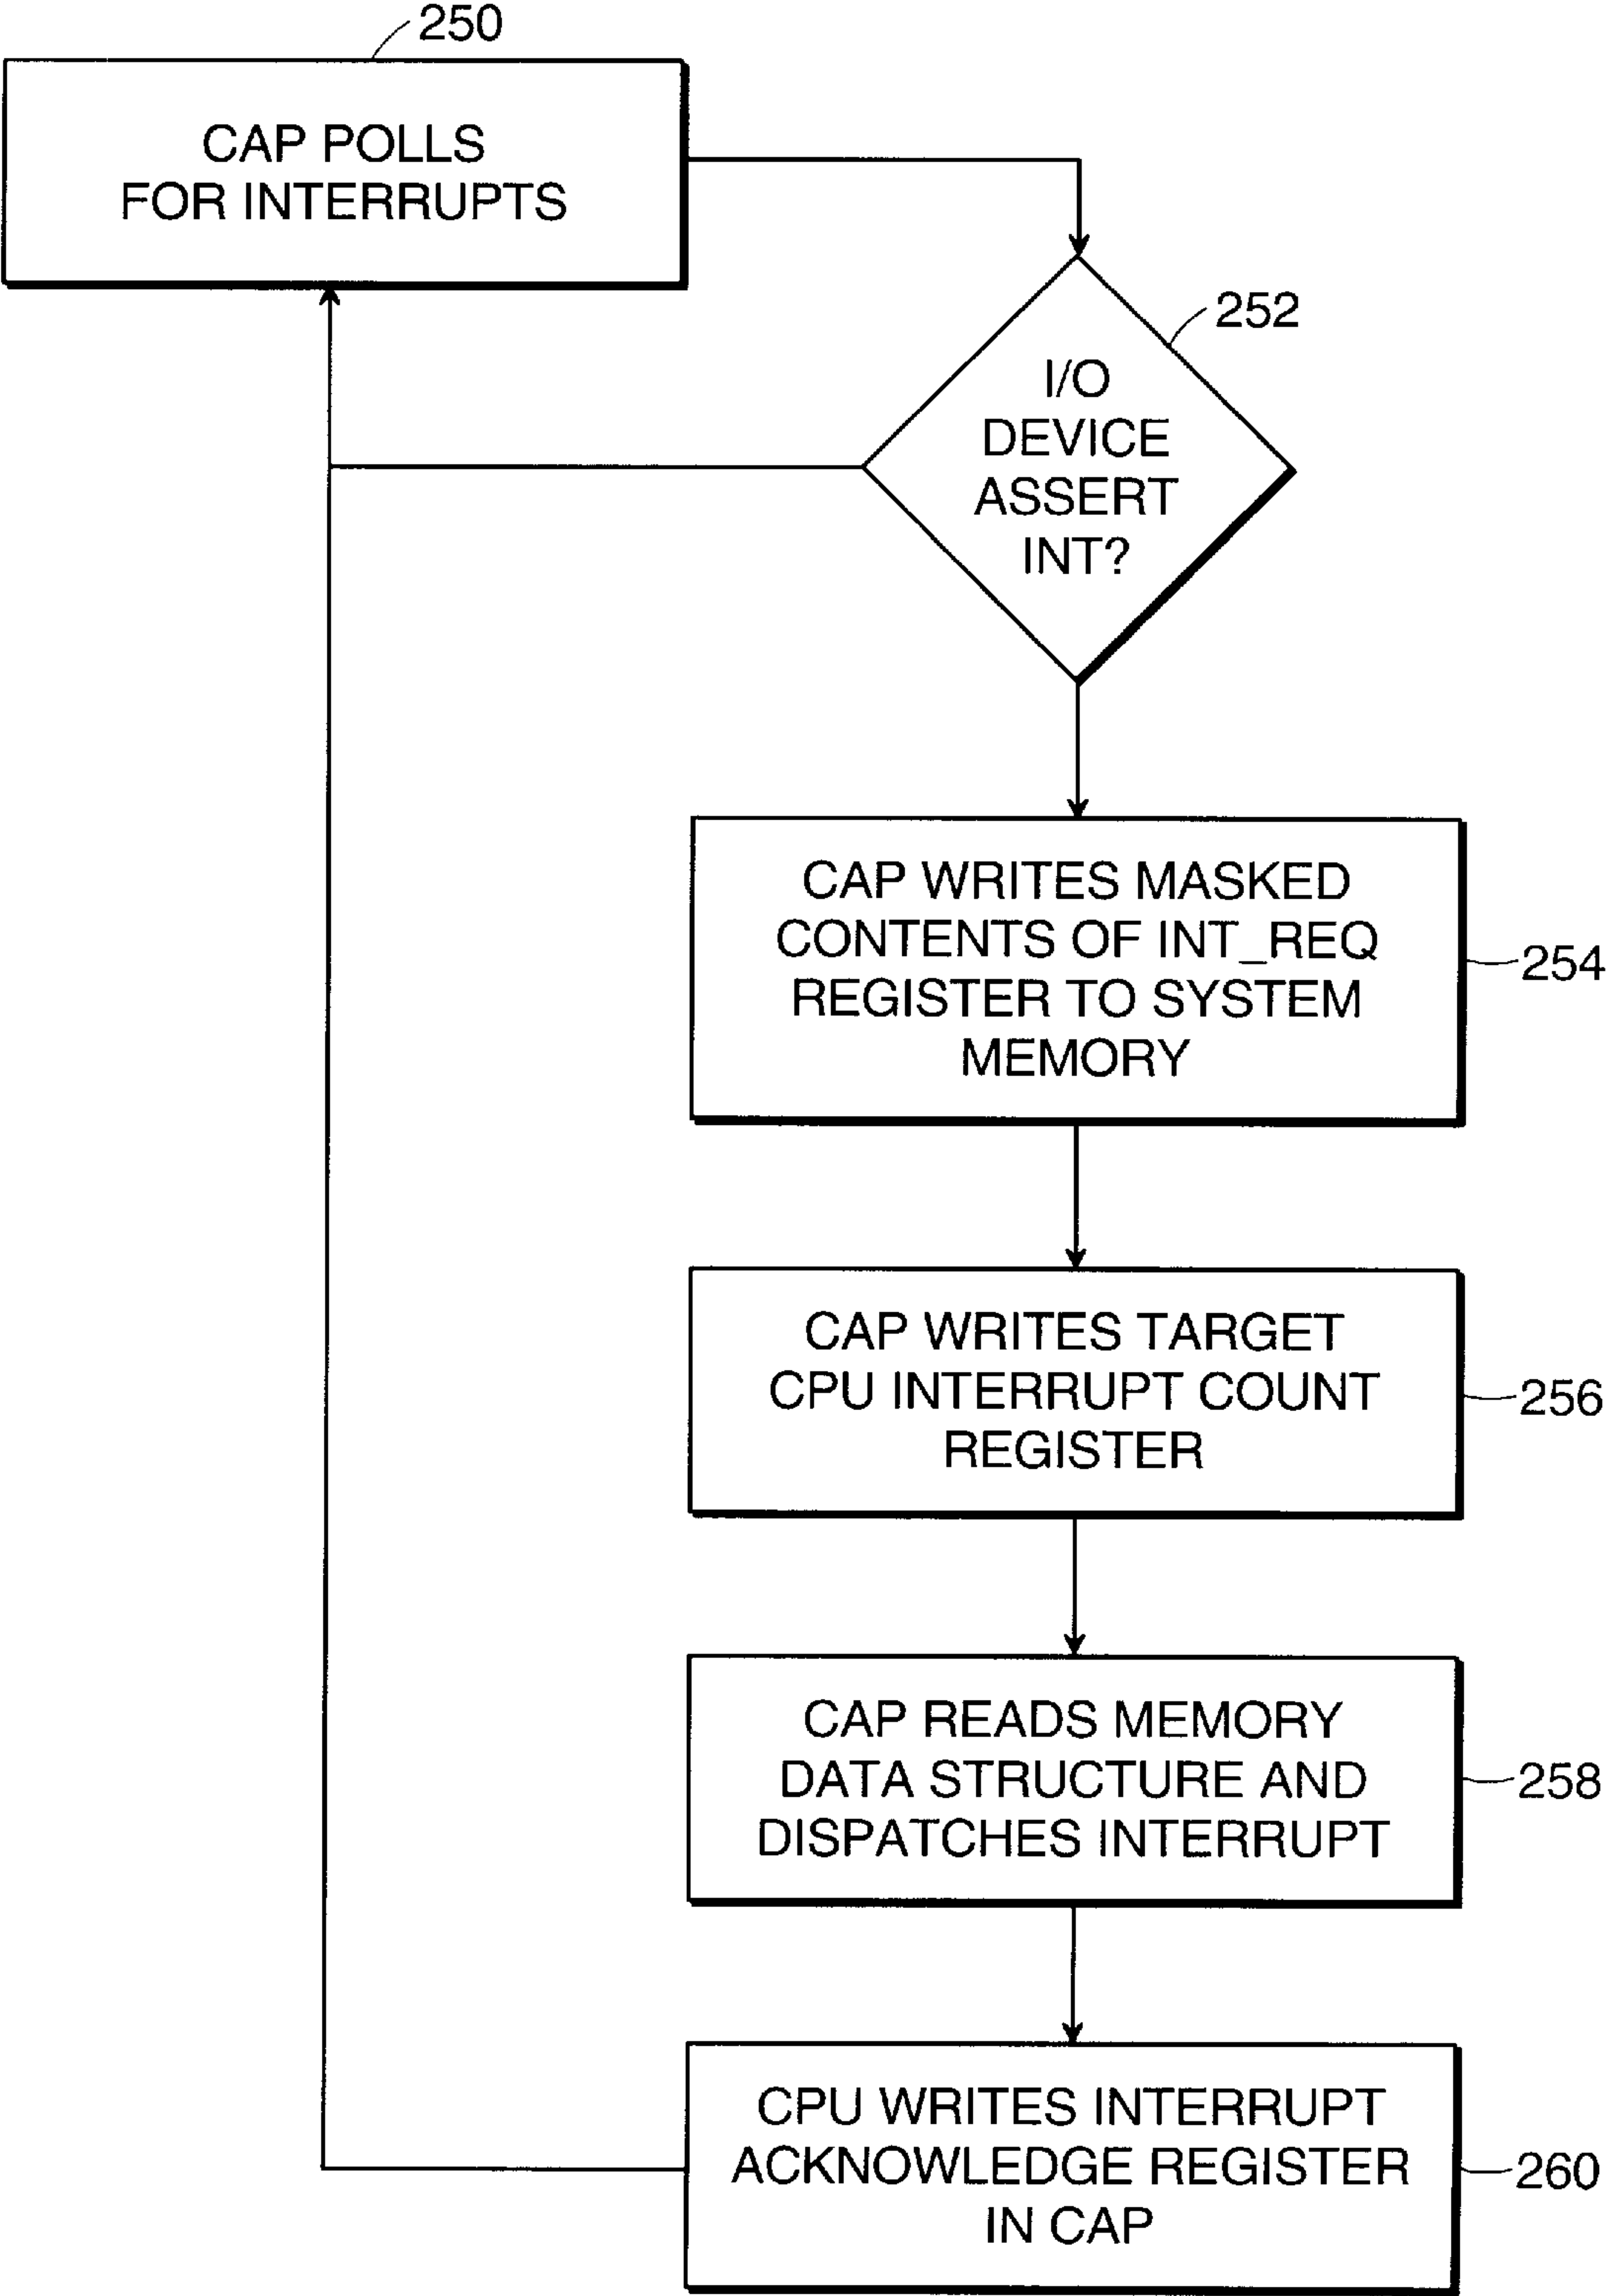 250
CAP POLLS
FOR INTERRUPTS
252
I/O
DEVICE
ASSERT
INT?
CAP WRITES MASKED
CONTENTS OF INT_REQ
REGISTER TO SYSTEM
MEMORY
254
CAP WRITES TARGET
CPU INTERRUPT COUNT
REGISTER
256
CAP READS MEMORY
DATA STRUCTURE AND
DISPATCHES INTERRUPT
258
CPU WRITES INTERRUPT
ACKNOWLEDGE REGISTER
IN CAP
260